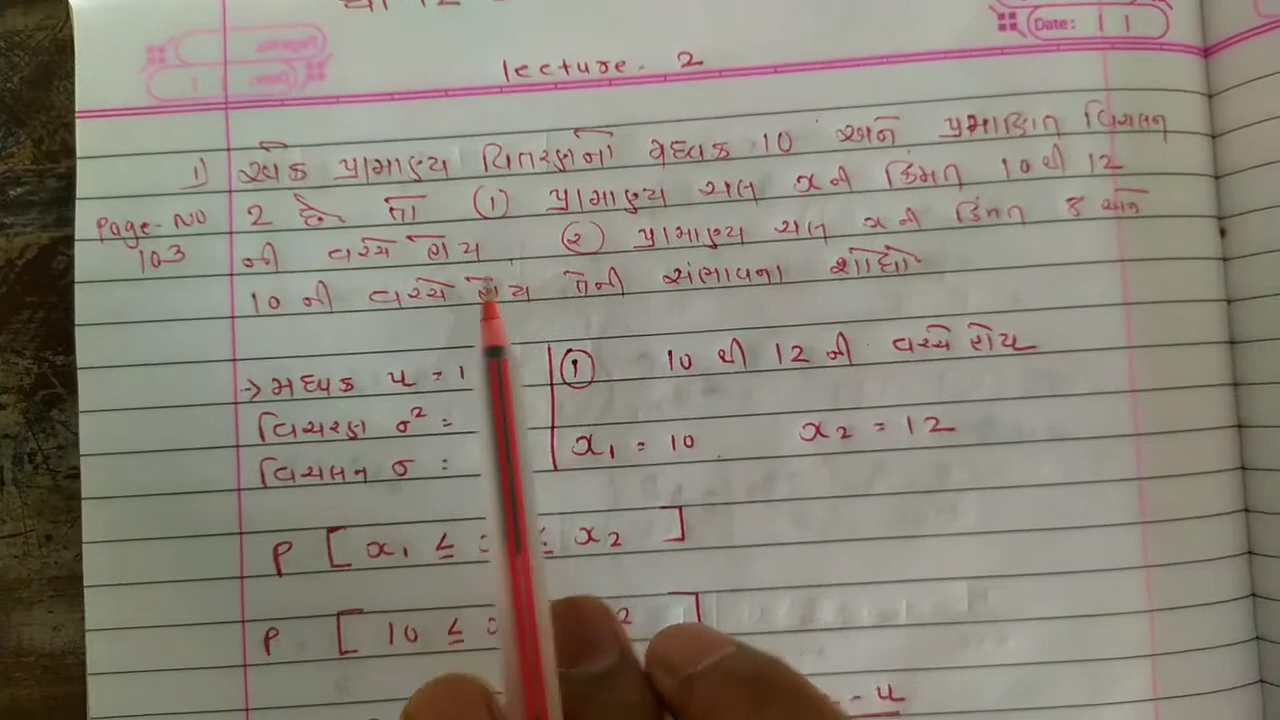 Date:
lecture. 2
1) એક પ્રામાણ્ય વિતરણનો મધ્યક 10 અને પ્રમાણિત વિચલન
Page-No 103
2 છે તો (1) પ્રામાણ્ય ચલ x ની કિંમત 10 થી 12
ની વચ્ચે હોય (2) પ્રામાણ્ય ચલ x ની કિંમત 8 અને
10 ની વચ્ચે હોય તેની સંભાવના શોધો
→ મધ્યક μ = 1
વિચરણ σ² =
વિચલન σ =
(1) 10 થી 12 ની વચ્ચે હોય
x₁ = 10 x₂ = 12
P [ x₁ ≤ ≤ x₂ ]
P [ 10 ≤ 2 ]
- μ